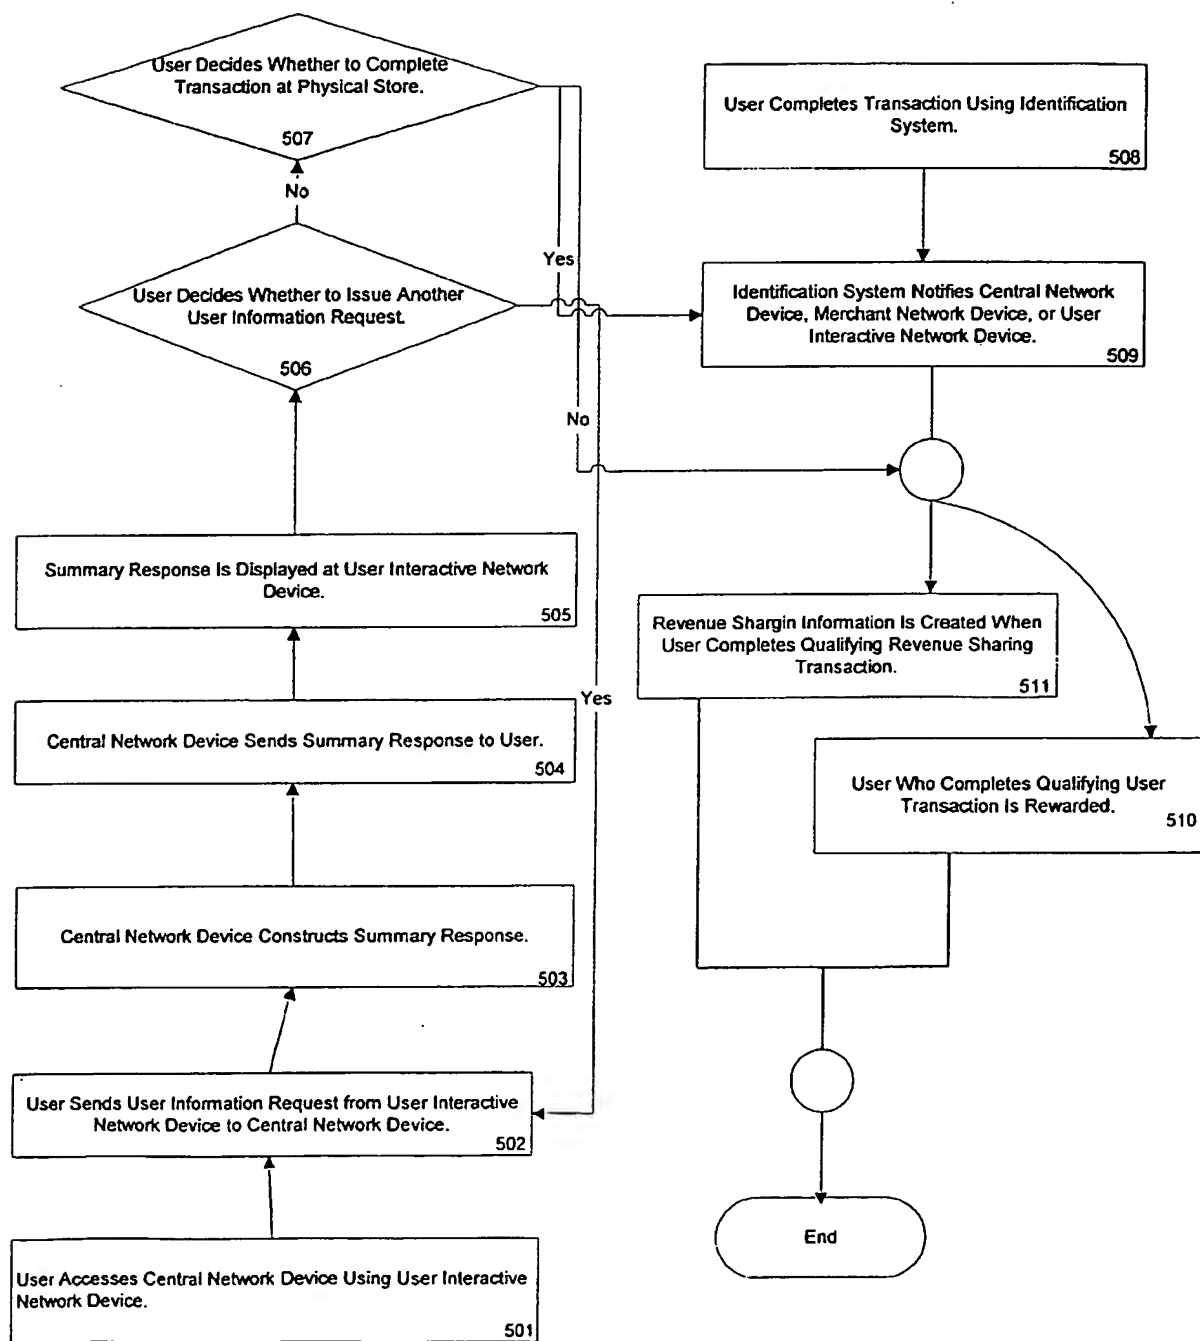 User Decides Whether to Complete
Transaction at Physical Store.
507
No
User Decides Whether to Issue Another
User Information Request.
506
Summary Response Is Displayed at User Interactive Network
Device.
505
Central Network Device Sends Summary Response to User.
504
Central Network Device Constructs Summary Response.
503
User Sends User Information Request from User Interactive
Network Device to Central Network Device.
502
User Accesses Central Network Device Using User Interactive
Network Device.
501
Yes
No
Yes
User Completes Transaction Using Identification
System.
508
Identification System Notifies Central Network
Device, Merchant Network Device, or User
Interactive Network Device.
509
Revenue Shargin Information Is Created When
User Completes Qualifying Revenue Sharing
Transaction.
511
User Who Completes Qualifying User
Transaction Is Rewarded.
510
End